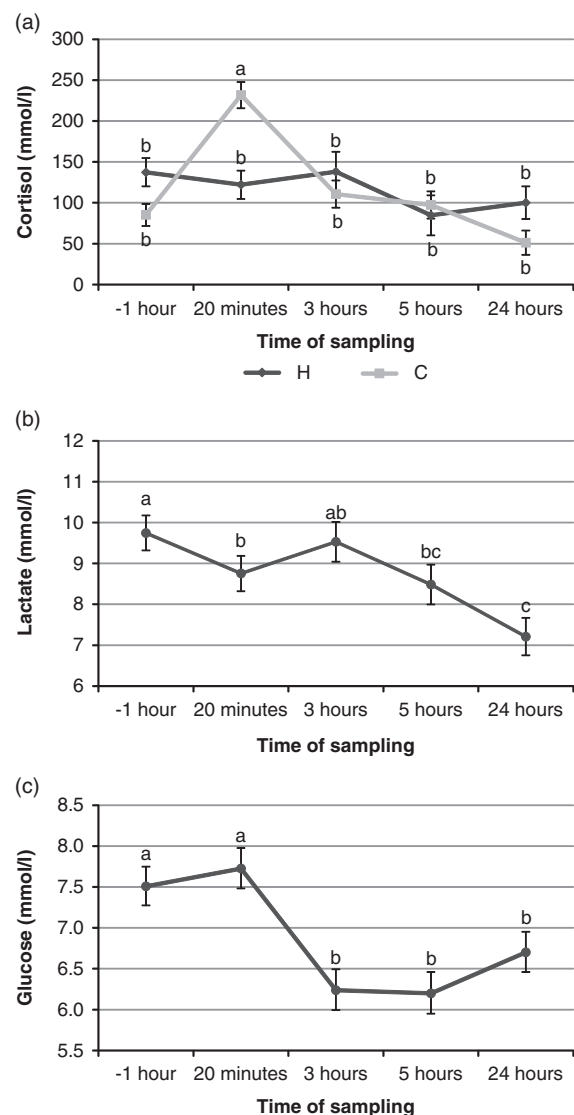 (a)
300
250
200
150
100
50
0
Cortisol (mmol/l)
a
b b b b b
b b b b
-1 hour 20 minutes 3 hours 5 hours 24 hours
Time of sampling
H C
(b)
12
11
10
9
8
7
6
Lactate (mmol/l)
a b ab bc c
-1 hour 20 minutes 3 hours 5 hours 24 hours
Time of sampling
(c)
8.5
8.0
7.5
7.0
6.5
6.0
5.5
Glucose (mmol/l)
a a b b b
-1 hour 20 minutes 3 hours 5 hours 24 hours
Time of sampling